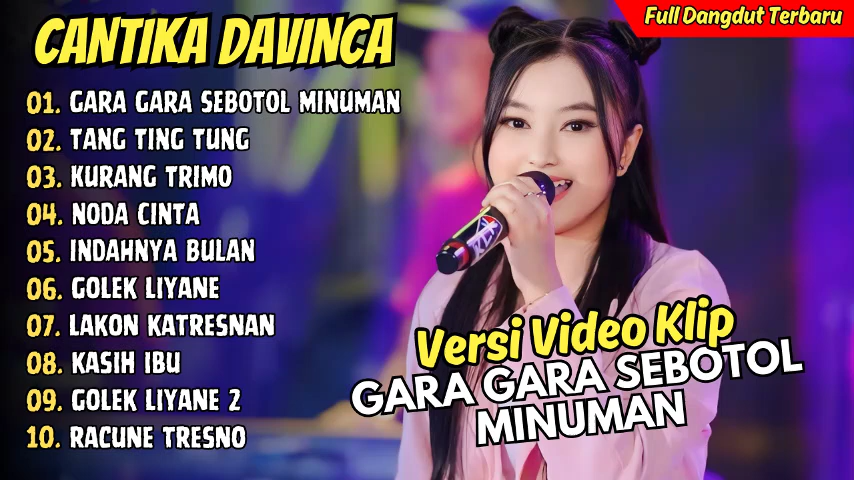 Full Dangdut Terbaru
CANTIKA DAVINCA
01. GARA GARA SEBOTOL MINUMAN
02. TANG TING TUNG
03. KURANG TRIMO
04. NODA CINTA
05. INDAHNYA BULAN
06. GOLEK LIYANE
07. LAKON KATRESNAN
08. KASIH IBU
09. GOLEK LIYANE 2
10. RACUNE TRESNO
Versi Video Klip
GARA GARA SEBOTOL
MINUMAN